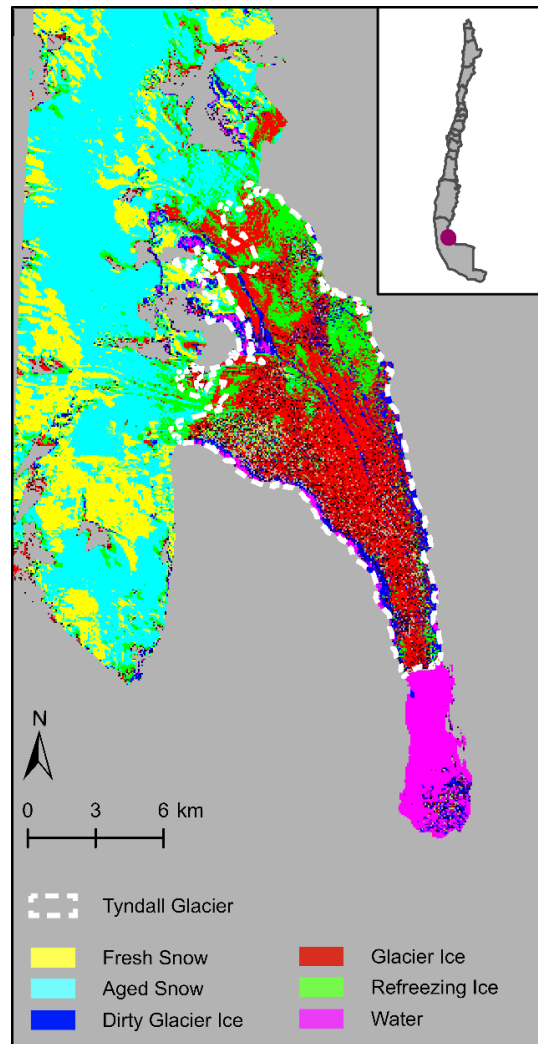 N
0 3 6 km
Tyndall Glacier
Fresh Snow Glacier Ice
Aged Snow Refreezing Ice
Dirty Glacier Ice Water